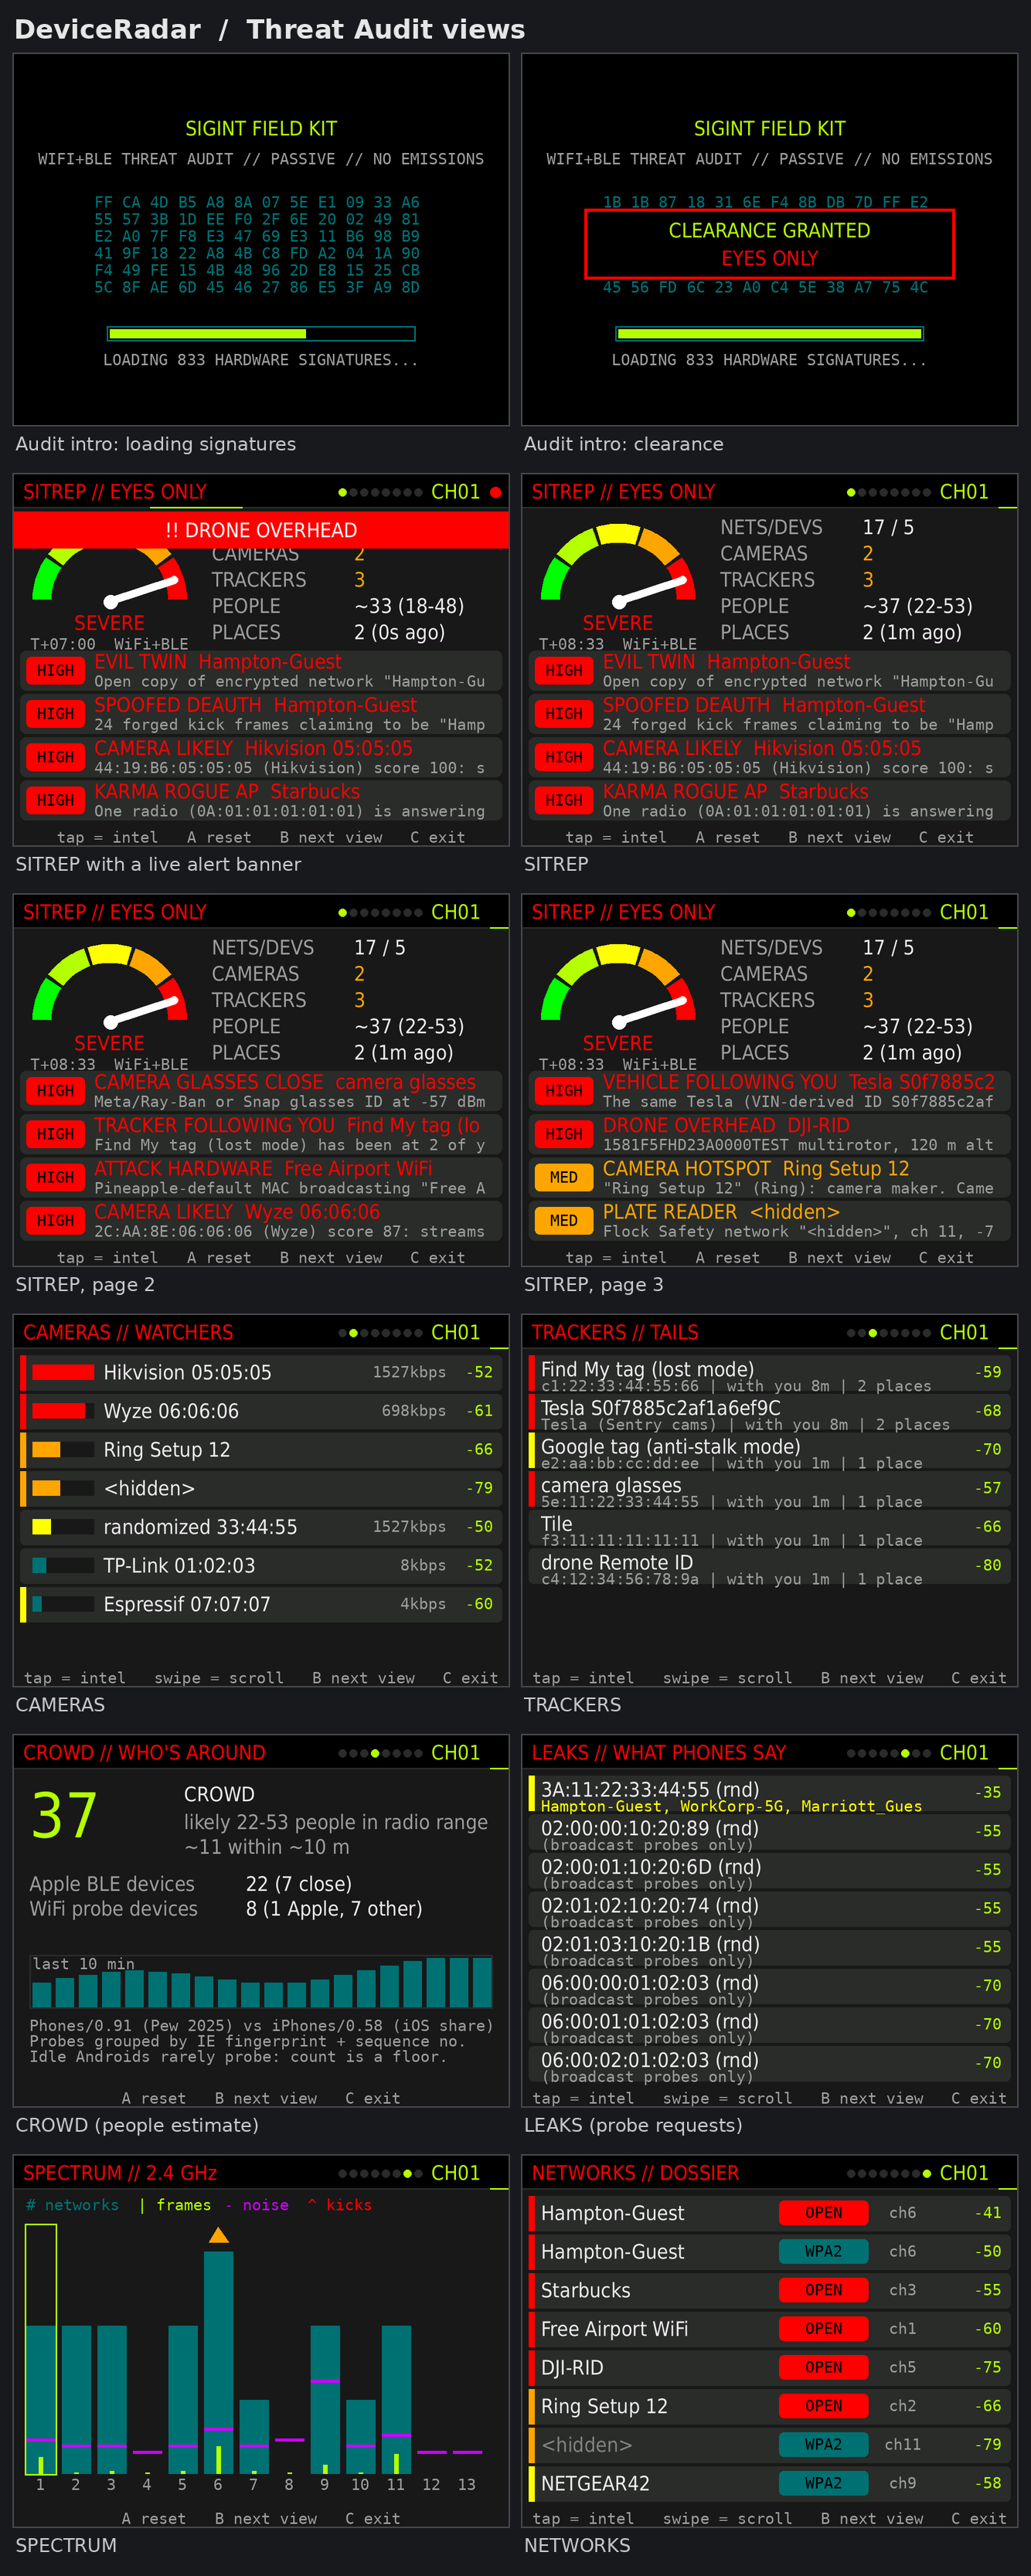 DeviceRadar / Threat Audit views
SIGINT FIELD KIT
WIFI+BLE THREAT AUDIT // PASSIVE // NO EMISSIONS
FF CA 4D B5 A8 8A 07 5E E1 09 33 A6
55 57 3B 1D EE F0 2F 6E 20 02 49 81
E2 A0 7F F8 E3 47 69 E3 11 B6 98 B9
41 9F 18 22 A8 4B C8 FD A2 04 1A 90
F4 49 FE 15 4B 48 96 2D E8 15 25 CB
5C 8F AE 6D 45 46 27 86 E5 3F A9 8D
LOADING 833 HARDWARE SIGNATURES...
Audit intro: loading signatures
SIGINT FIELD KIT
WIFI+BLE THREAT AUDIT // PASSIVE // NO EMISSIONS
1B 1B 87 18 31 6E F4 8B DB 7D FF E2
CLEARANCE GRANTED
EYES ONLY
45 56 FD 6C 23 A0 C4 5E 38 A7 75 4C
LOADING 833 HARDWARE SIGNATURES...
Audit intro: clearance
SITREP // EYES ONLY CH01
!! DRONE OVERHEAD
CAMERAS 2
TRACKERS 3
PEOPLE ~33 (18-48)
SEVERE
PLACES 2 (0s ago)
T+07:00 WiFi+BLE
HIGH EVIL TWIN Hampton-Guest
Open copy of encrypted network "Hampton-Gu
HIGH SPOOFED DEAUTH Hampton-Guest
24 forged kick frames claiming to be "Hamp
HIGH CAMERA LIKELY Hikvision 05:05:05
44:19:B6:05:05:05 (Hikvision) score 100: s
HIGH KARMA ROGUE AP Starbucks
One radio (0A:01:01:01:01:01) is answering
tap = intel A reset B next view C exit
SITREP with a live alert banner
SITREP // EYES ONLY CH01
NETS/DEVS 17 / 5
CAMERAS 2
TRACKERS 3
PEOPLE ~37 (22-53)
SEVERE
PLACES 2 (1m ago)
T+08:33 WiFi+BLE
HIGH EVIL TWIN Hampton-Guest
Open copy of encrypted network "Hampton-Gu
HIGH SPOOFED DEAUTH Hampton-Guest
24 forged kick frames claiming to be "Hamp
HIGH CAMERA LIKELY Hikvision 05:05:05
44:19:B6:05:05:05 (Hikvision) score 100: s
HIGH KARMA ROGUE AP Starbucks
One radio (0A:01:01:01:01:01) is answering
tap = intel A reset B next view C exit
SITREP
SITREP // EYES ONLY CH01
NETS/DEVS 17 / 5
CAMERAS 2
TRACKERS 3
PEOPLE ~37 (22-53)
SEVERE
PLACES 2 (1m ago)
T+08:33 WiFi+BLE
HIGH CAMERA GLASSES CLOSE camera glasses
Meta/Ray-Ban or Snap glasses ID at -57 dBm
HIGH TRACKER FOLLOWING YOU Find My tag (lo
Find My tag (lost mode) has been at 2 of y
HIGH ATTACK HARDWARE Free Airport WiFi
Pineapple-default MAC broadcasting "Free A
HIGH CAMERA LIKELY Wyze 06:06:06
2C:AA:8E:06:06:06 (Wyze) score 87: streams
tap = intel A reset B next view C exit
SITREP, page 2
SITREP // EYES ONLY CH01
NETS/DEVS 17 / 5
CAMERAS 2
TRACKERS 3
PEOPLE ~37 (22-53)
SEVERE
PLACES 2 (1m ago)
T+08:33 WiFi+BLE
HIGH VEHICLE FOLLOWING YOU Tesla S0f7885c2
The same Tesla (VIN-derived ID S0f7885c2af
HIGH DRONE OVERHEAD DJI-RID
1581F5FHD23A0000TEST multirotor, 120 m alt
MED CAMERA HOTSPOT Ring Setup 12
"Ring Setup 12" (Ring): camera maker. Came
MED PLATE READER <hidden>
Flock Safety network "<hidden>", ch 11, -7
tap = intel A reset B next view C exit
SITREP, page 3
CAMERAS // WATCHERS CH01
Hikvision 05:05:05 1527kbps -52
Wyze 06:06:06 698kbps -61
Ring Setup 12 -66
<hidden> -79
randomized 33:44:55 1527kbps -50
TP-Link 01:02:03 8kbps -52
Espressif 07:07:07 4kbps -60
tap = intel swipe = scroll B next view C exit
CAMERAS
TRACKERS // TAILS CH01
Find My tag (lost mode) -59
c1:22:33:44:55:66 | with you 8m | 2 places
Tesla S0f7885c2af1a6ef9C -68
Tesla (Sentry cams) | with you 8m | 2 places
Google tag (anti-stalk mode) -70
e2:aa:bb:cc:dd:ee | with you 1m | 1 place
camera glasses -57
5e:11:22:33:44:55 | with you 1m | 1 place
Tile -66
f3:11:11:11:11:11 | with you 1m | 1 place
drone Remote ID -80
c4:12:34:56:78:9a | with you 1m | 1 place
tap = intel swipe = scroll B next view C exit
TRACKERS
CROWD // WHO'S AROUND CH01
37 CROWD
likely 22-53 people in radio range
~11 within ~10 m
Apple BLE devices 22 (7 close)
WiFi probe devices 8 (1 Apple, 7 other)
last 10 min
Phones/0.91 (Pew 2025) vs iPhones/0.58 (iOS share)
Probes grouped by IE fingerprint + sequence no.
Idle Androids rarely probe: count is a floor.
A reset B next view C exit
CROWD (people estimate)
LEAKS // WHAT PHONES SAY CH01
3A:11:22:33:44:55 (rnd) -35
Hampton-Guest, WorkCorp-5G, Marriott_Gues
02:00:00:10:20:89 (rnd) -55
(broadcast probes only)
02:00:01:10:20:6D (rnd) -55
(broadcast probes only)
02:01:02:10:20:74 (rnd) -55
(broadcast probes only)
02:01:03:10:20:1B (rnd) -55
(broadcast probes only)
06:00:00:01:02:03 (rnd) -70
(broadcast probes only)
06:00:01:01:02:03 (rnd) -70
(broadcast probes only)
06:00:02:01:02:03 (rnd) -70
(broadcast probes only)
tap = intel swipe = scroll B next view C exit
LEAKS (probe requests)
SPECTRUM // 2.4 GHz CH01
# networks | frames - noise ^ kicks
1 2 3 4 5 6 7 8 9 10 11 12 13
A reset B next view C exit
SPECTRUM
NETWORKS // DOSSIER CH01
Hampton-Guest OPEN ch6 -41
Hampton-Guest WPA2 ch6 -50
Starbucks OPEN ch3 -55
Free Airport WiFi OPEN ch1 -60
DJI-RID OPEN ch5 -75
Ring Setup 12 OPEN ch2 -66
<hidden> WPA2 ch11 -79
NETGEAR42 WPA2 ch9 -58
tap = intel swipe = scroll B next view C exit
NETWORKS